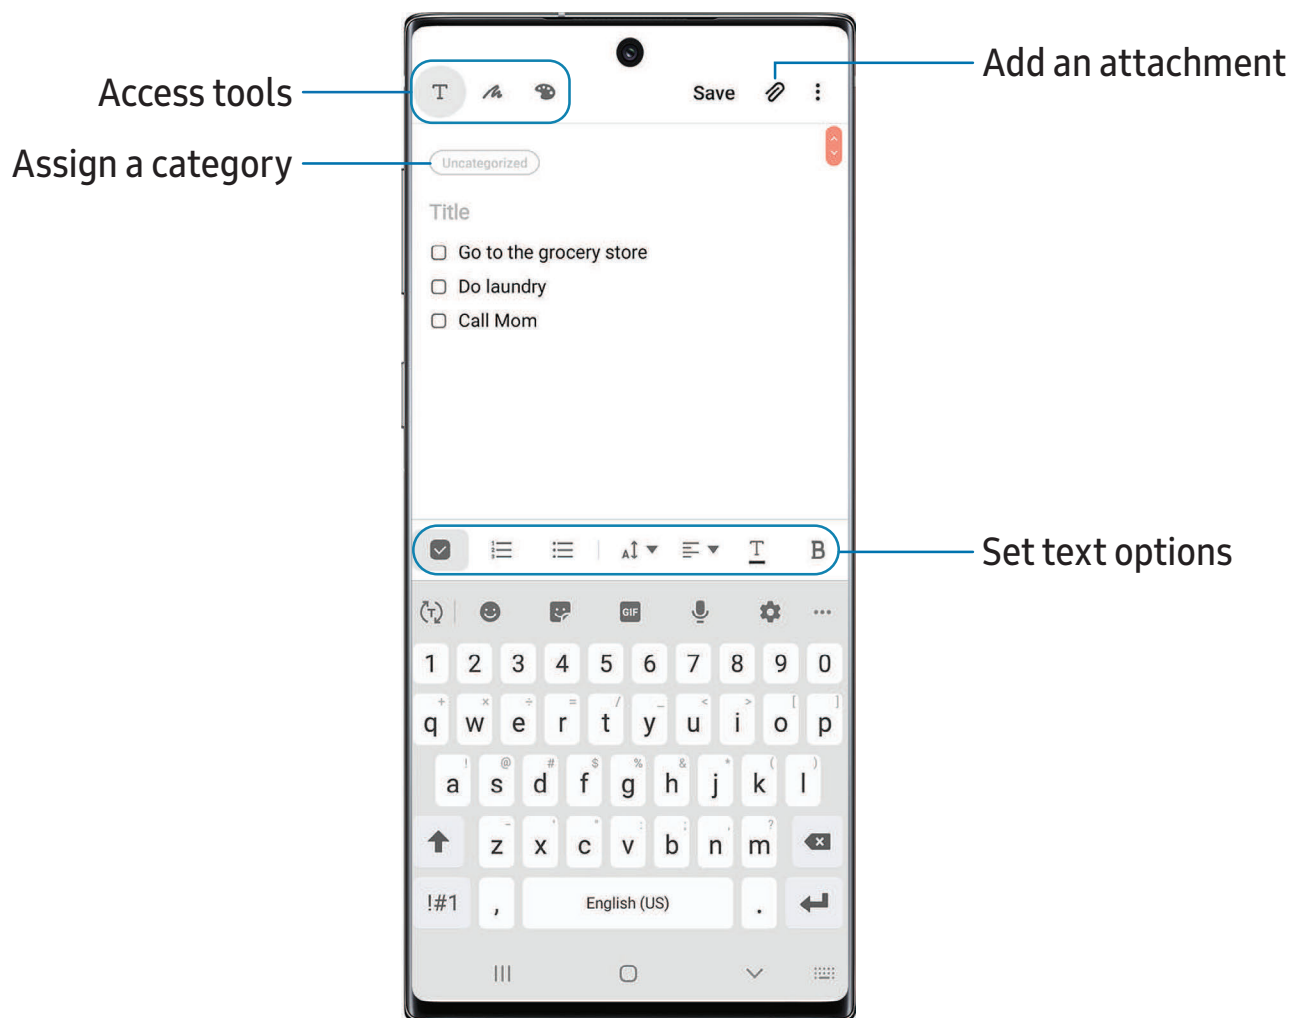 Add an attachment
Access tools
T
Save
Assign a category
Uncategorized
Title
Go to the grocery store
Do laundry
Call Mom
Set text options
A T B
T GIF
1 2 3 4 5 6 7 8 9 0
+ × ÷ = / _ < > [ ]
q w e r t y u i o p
! @ # $ % & * ( )
a s d f g h j k l
- ' " : ; , ?
z x c v b n m
!#1 , English (US) .